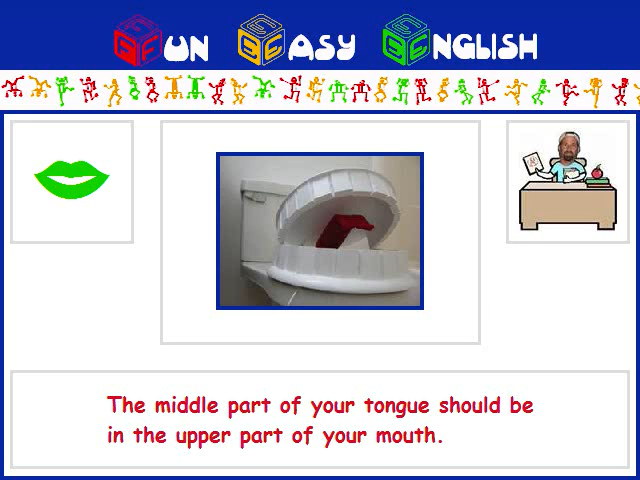 FUN EASY ENGLISH
The middle part of your tongue should be
in the upper part of your mouth.